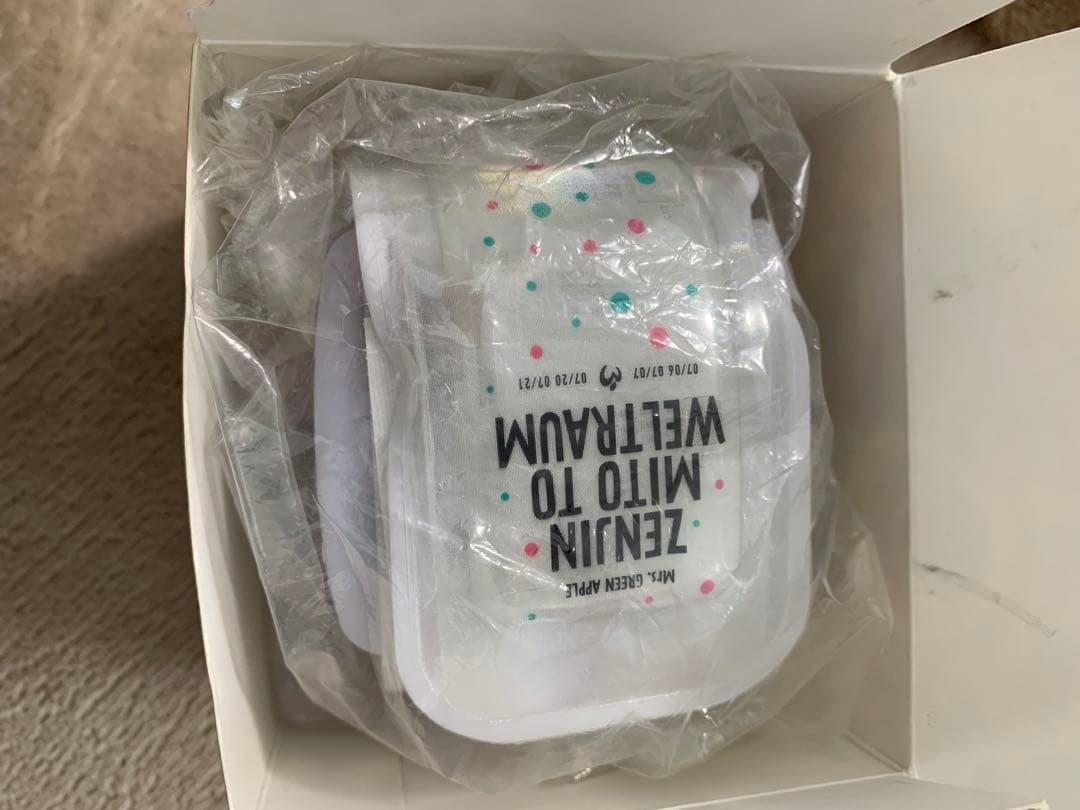 Mrs. GREEN APPLE
ZENJIN
MITO TO
WELTRAUM
07/06 07/07 07/20 07/21